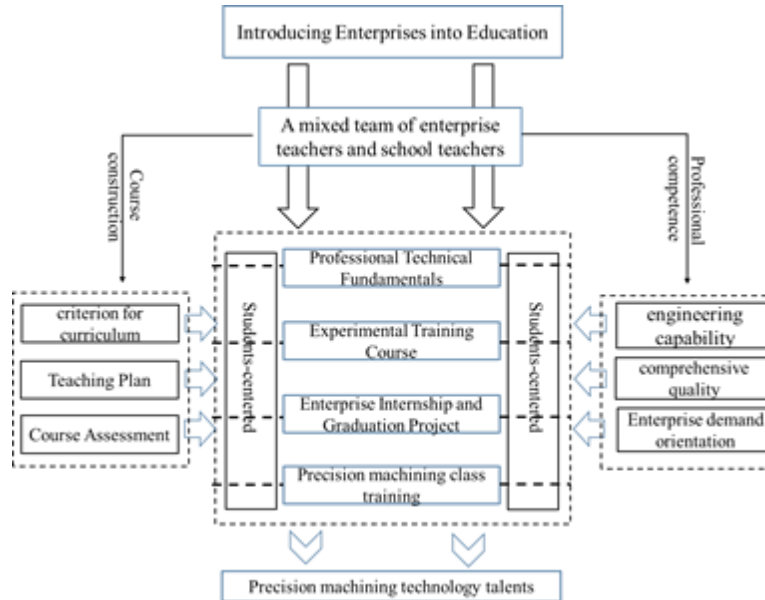 Introducing Enterprises into Education
A mixed team of enterprise
teachers and school teachers
Course
construction
Professional
competence
criterion for
curriculum
Teaching Plan
Course Assessment
Students-centered
Professional Technical
Fundamentals
Experimental Training
Course
Enterprise Internship and
Graduation Project
Precision machining class
training
Students-centered
engineering
capability
comprehensive
quality
Enterprise demand
orientation
Precision machining technology talents